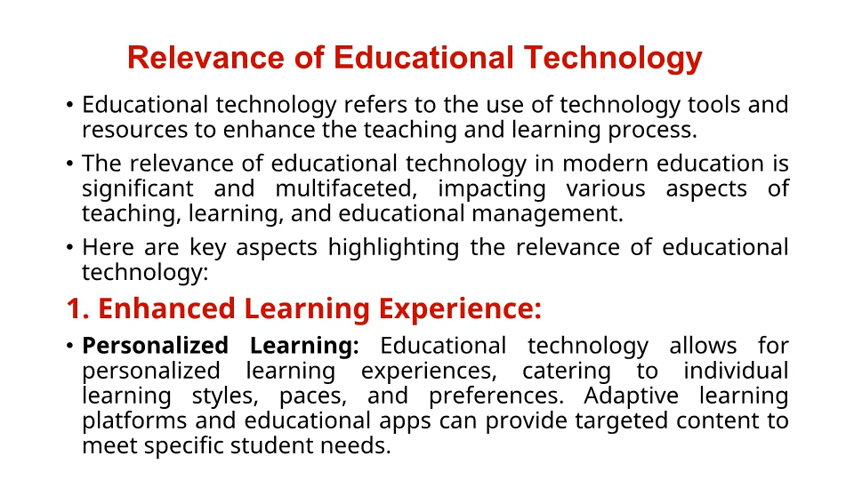 Relevance of Educational Technology
• Educational technology refers to the use of technology tools and
resources to enhance the teaching and learning process.
• The relevance of educational technology in modern education is
significant and multifaceted, impacting various aspects of
teaching, learning, and educational management.
• Here are key aspects highlighting the relevance of educational
technology:
1. Enhanced Learning Experience:
• Personalized Learning: Educational technology allows for
personalized learning experiences, catering to individual
learning styles, paces, and preferences. Adaptive learning
platforms and educational apps can provide targeted content to
meet specific student needs.